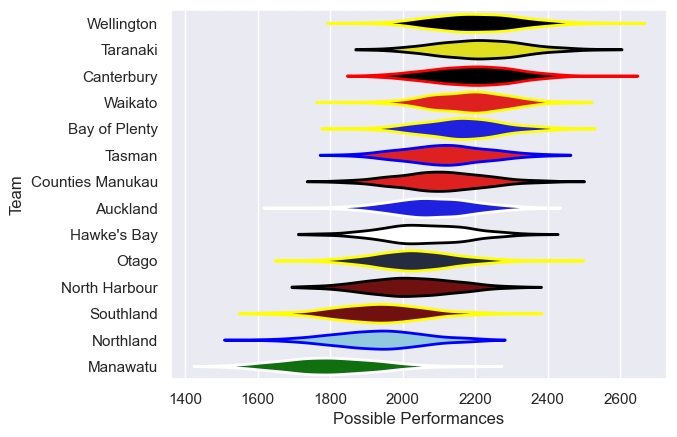 Wellington
Taranaki
Canterbury
Waikato
Bay of Plenty
Tasman
Counties Manukau
Auckland
Hawke's Bay
Otago
North Harbour
Southland
Northland
Manawatu
Team
1400 1600 1800 2000 2200 2400 2600
Possible Performances